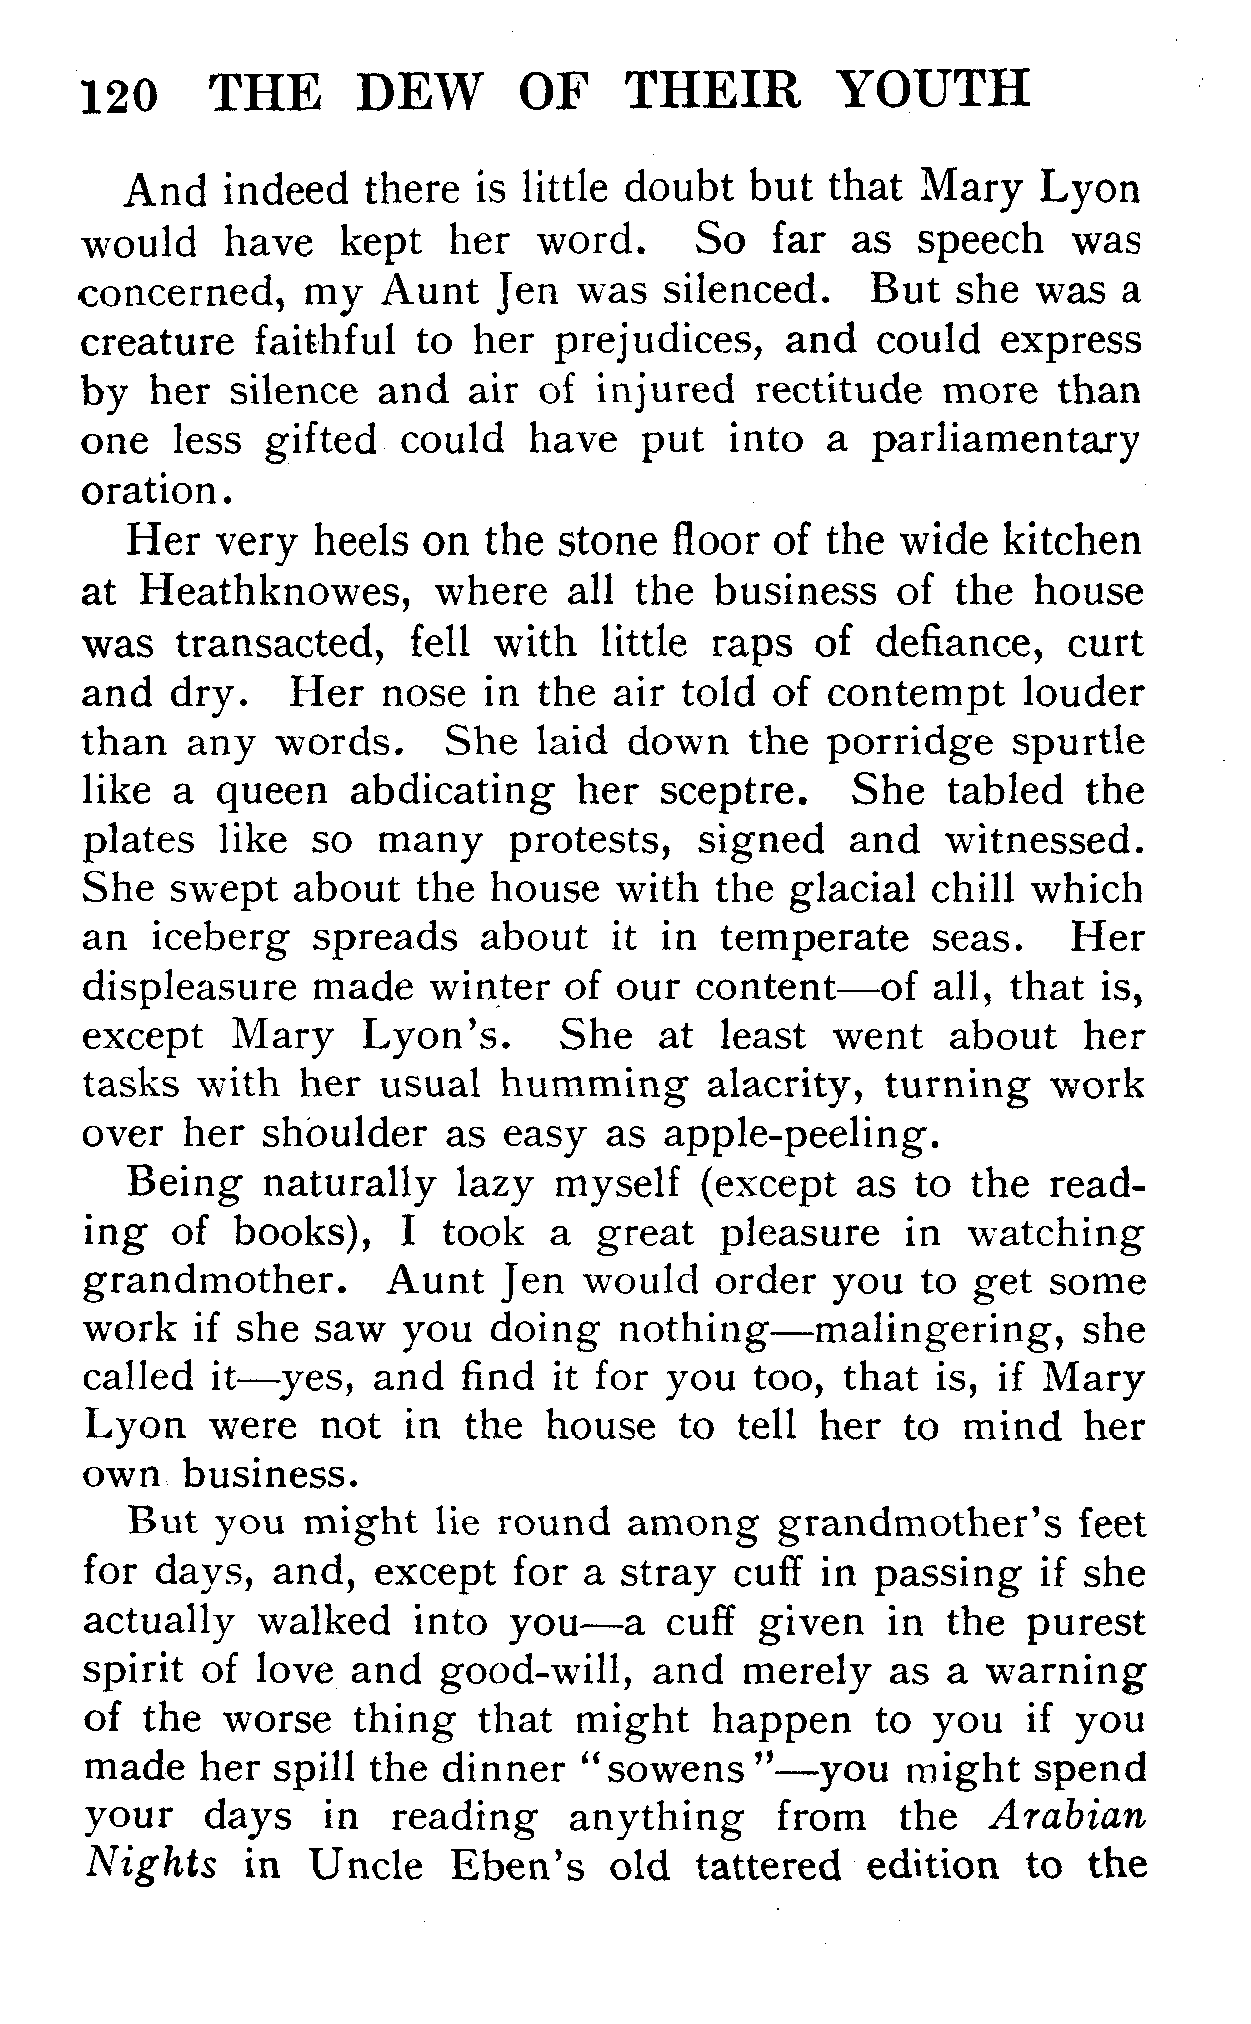 120 THE DEW OF THEIR YOUTH
And indeed there is little doubt but that Mary Lyon
would have kept her word. So far as speech was
concerned, my Aunt Jen was silenced. But she was a
creature faithful to her prejudices, and could express
by her silence and air of injured rectitude more than
one less gifted could have put into a parliamentary
oration.
Her very heels on the stone floor of the wide kitchen
at Heathknowes, where all the business of the house
was transacted, fell with little raps of defiance, curt
and dry. Her nose in the air told of contempt louder
than any words. She laid down the porridge spurtle
like a queen abdicating her sceptre. She tabled the
plates like so many protests, signed and witnessed.
She swept about the house with the glacial chill which
an iceberg spreads about it in temperate seas. Her
displeasure made winter of our content—of all, that is,
except Mary Lyon's. She at least went about her
tasks with her usual humming alacrity, turning work
over her shoulder as easy as apple-peeling.
Being naturally lazy myself (except as to the read-
ing of books), I took a great pleasure in watching
grandmother. Aunt Jen would order you to get some
work if she saw you doing nothing—malingering, she
called it—yes, and find it for you too, that is, if Mary
Lyon were not in the house to tell her to mind her
own business.
But you might lie round among grandmother's feet
for days, and, except for a stray cuff in passing if she
actually walked into you—a cuff given in the purest
spirit of love and good-will, and merely as a warning
of the worse thing that might happen to you if you
made her spill the dinner "sowens"—you might spend
your days in reading anything from the Arabian
Nights in Uncle Eben's old tattered edition to the